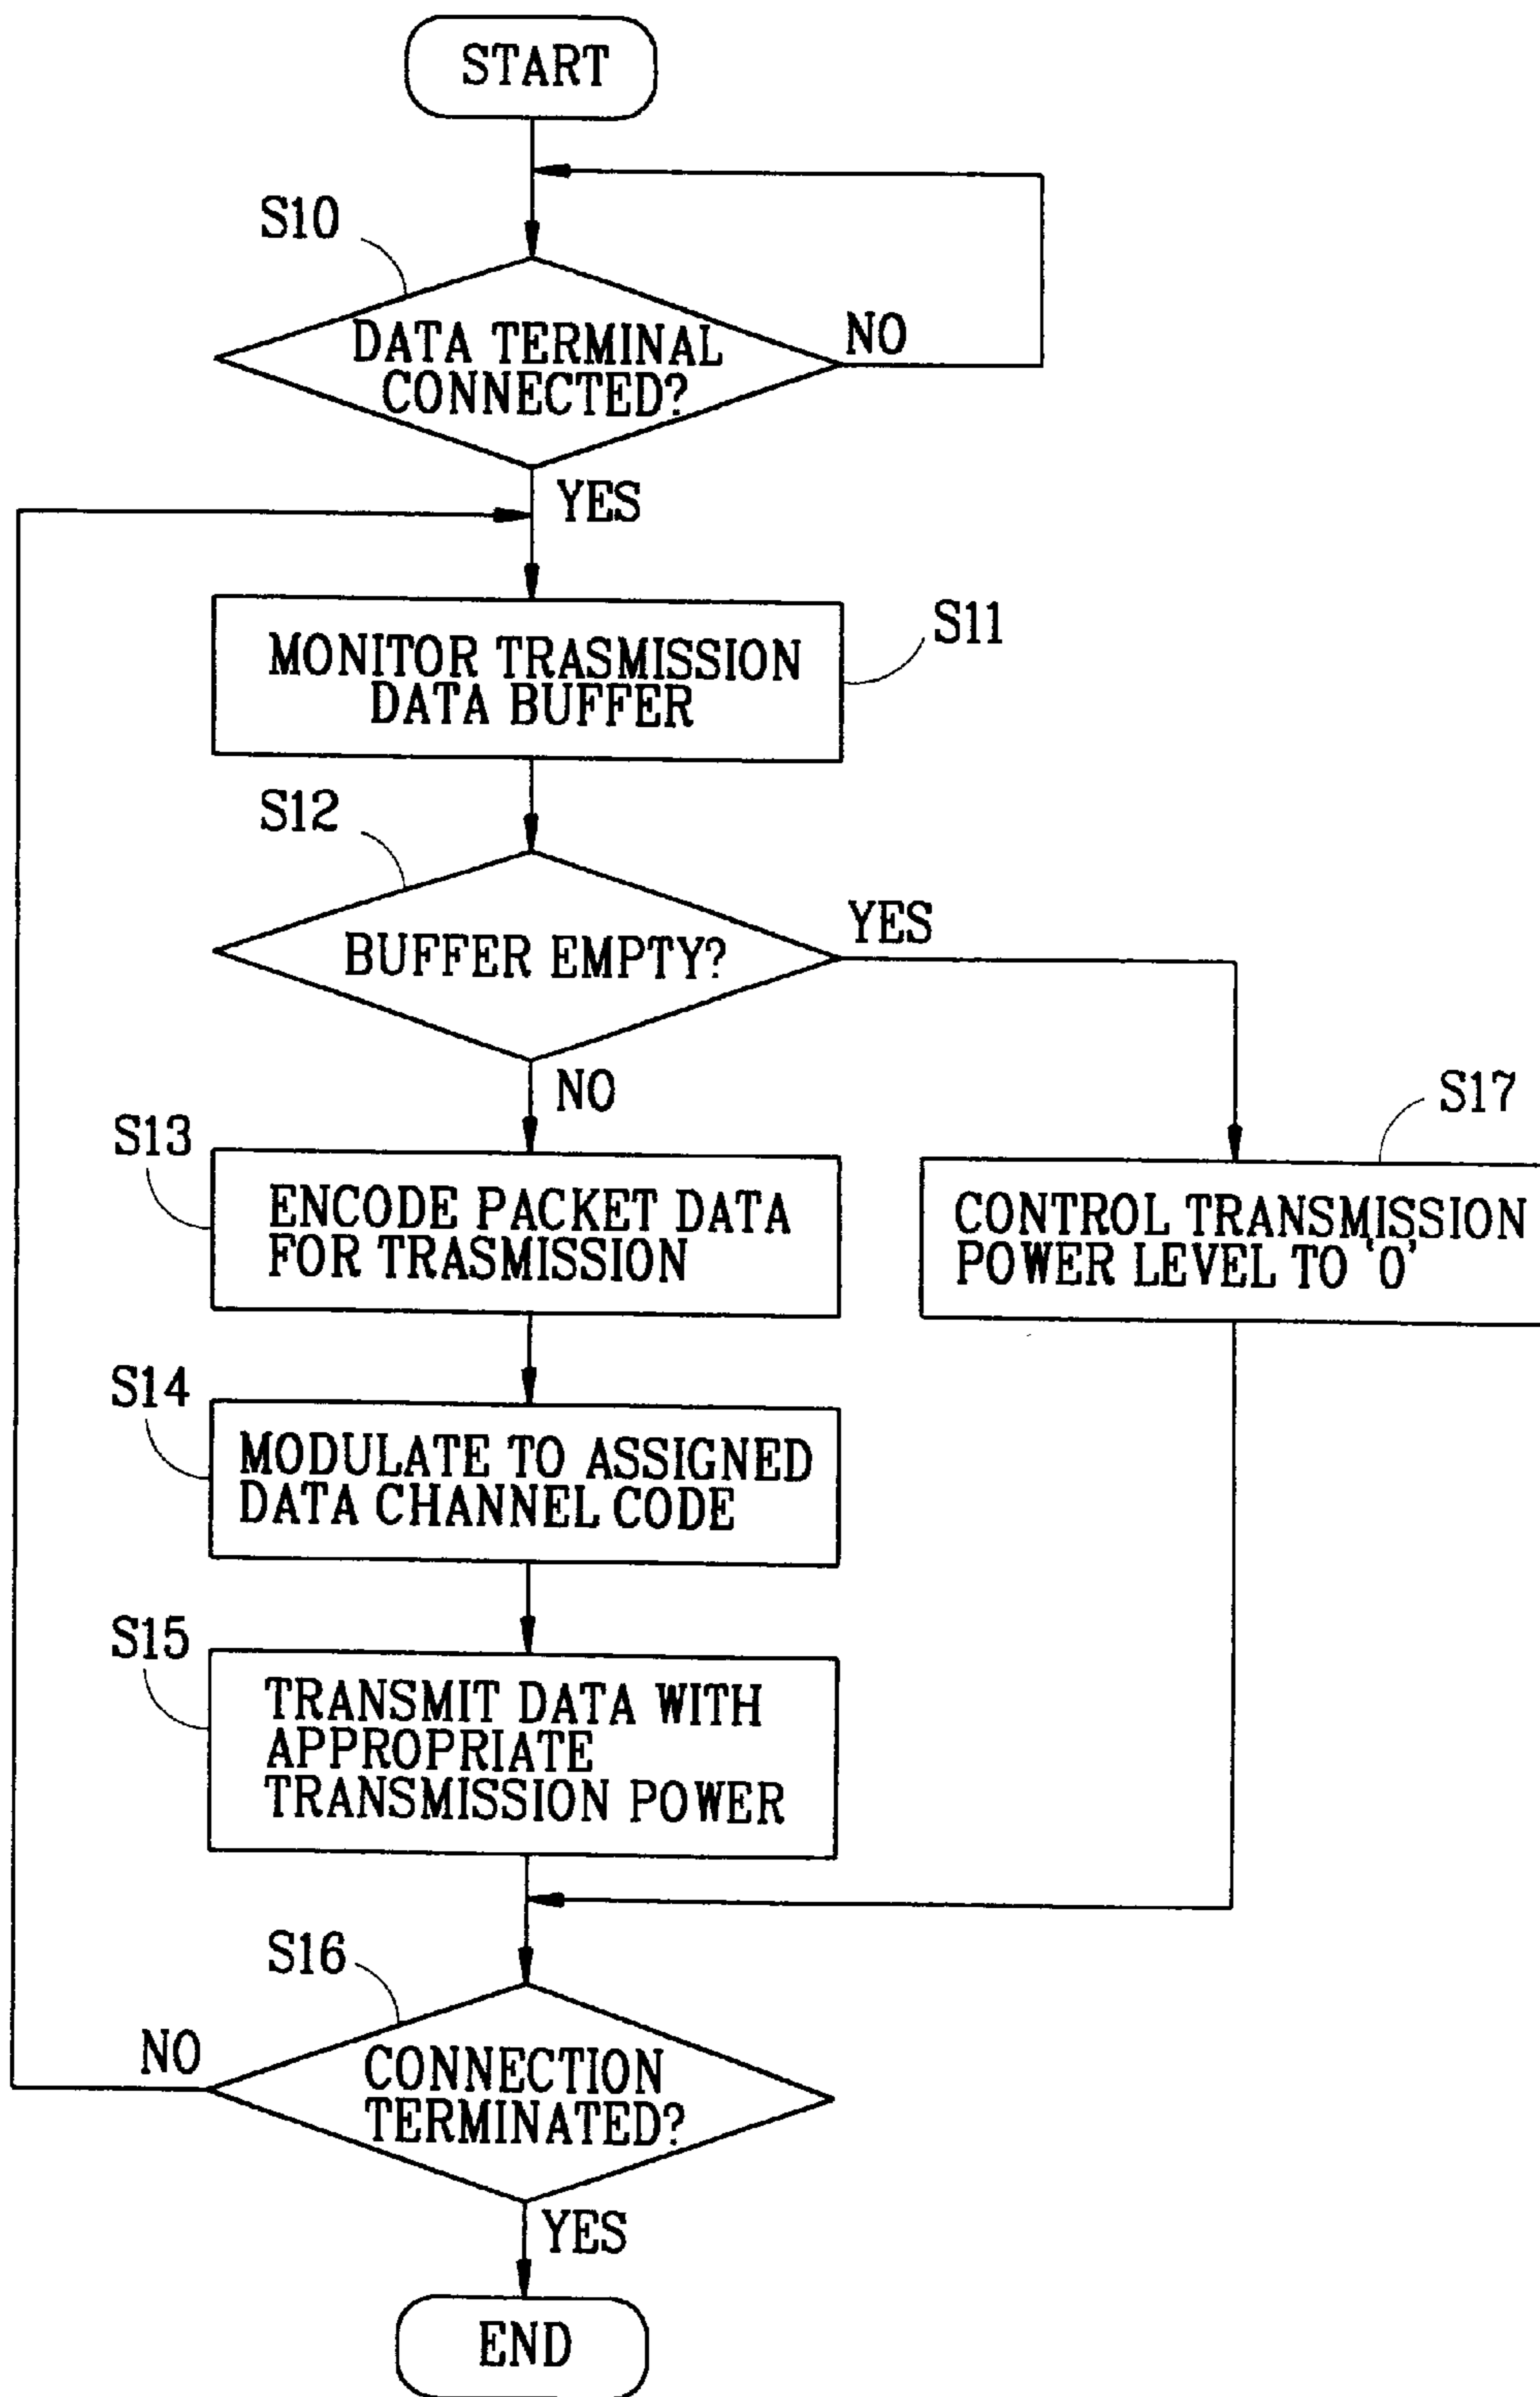 START
S10
DATA TERMINAL
CONNECTED?
NO
YES
MONITOR TRASMISSION
DATA BUFFER
S11
S12
BUFFER EMPTY?
YES
NO
S13
ENCODE PACKET DATA
FOR TRASMISSION
S17
CONTROL TRANSMISSION
POWER LEVEL TO '0'
S14
MODULATE TO ASSIGNED
DATA CHANNEL CODE
S15
TRANSMIT DATA WITH
APPROPRIATE
TRANSMISSION POWER
S16
NO
CONNECTION
TERMINATED?
YES
END